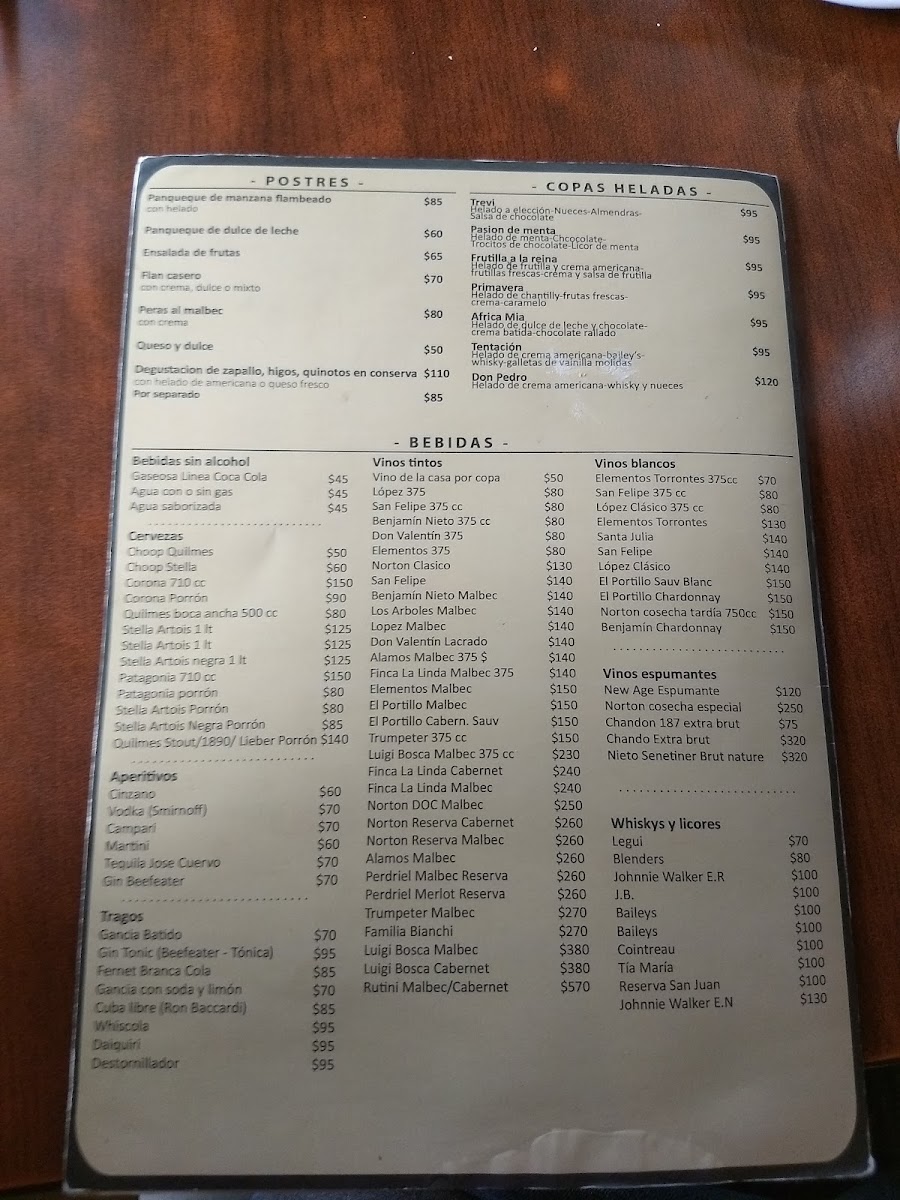 - POSTRES -
Panqueque de manzana flambeado $85
con helado
Panqueque de dulce de leche $60
Ensalada de frutas $65
Flan casero $70
con crema, dulce o mixto
Peras al malbec $80
con crema
Queso y dulce $50
Degustacion de zapallo, higos, quinotos en conserva $110
con helado de americana o queso fresco
Por separado $85
- COPAS HELADAS -
Trevi $95
Helado a elección-Nueces-Almendras-
Salsa de chocolate
Pasion de menta $95
Helado de menta-Chcocolate-
Trocitos de chocolate-Licor de menta
Frutilla a la reina $95
Helado de frutilla y crema americana-
frutillas frescas-crema y salsa de frutilla
Primavera $95
Helado de chantilly-frutas frescas-
crema-caramelo
Africa Mia $95
Helado de dulce de leche y chocolate-
crema batida-chocolate rallado
Tentación $95
Helado de crema americana-bailey's-
whisky-galletas de vainilla molidas
Don Pedro $120
Helado de crema americana-whisky y nueces
- BEBIDAS -
Bebidas sin alcohol
Gaseosa Linea Coca Cola $45
Agua con o sin gas $45
Agua saborizada $45
Cervezas
Choop Quilmes $50
Choop Stella $60
Corona 710 cc $150
Corona Porrón $90
Quilmes boca ancha 500 cc $80
Stella Artois 1 lt $125
Stella Artois 1 lt $125
Stella Artois negra 1 lt $125
Patagonia 710 cc $150
Patagonia porrón $80
Stella Artois Porrón $80
Stella Artois Negra Porrón $85
Quilmes Stout/1890/ Lieber Porrón $140
Aperitivos
Cinzano $60
Vodka (Smirnoff) $70
Campari $70
Martini $60
Tequila Jose Cuervo $70
Gin Beefeater $70
Tragos
Gancia Batido $70
Gin Tonic (Beefeater - Tónica) $95
Fernet Branca Cola $85
Gancia con soda y limón $70
Cuba libre (Ron Baccardi) $85
Whiscola $95
Daiquiri $95
Destornillador $95
Vinos tintos
Vino de la casa por copa $50
López 375 $80
San Felipe 375 cc $80
Benjamín Nieto 375 cc $80
Don Valentín 375 $80
Elementos 375 $80
Norton Clasico $130
San Felipe $140
Benjamín Nieto Malbec $140
Los Arboles Malbec $140
Lopez Malbec $140
Don Valentín Lacrado $140
Alamos Malbec 375 $ $140
Finca La Linda Malbec 375 $140
Elementos Malbec $150
El Portillo Malbec $150
El Portillo Cabern. Sauv $150
Trumpeter 375 cc $150
Luigi Bosca Malbec 375 cc $230
Finca La Linda Cabernet $240
Finca La Linda Malbec $240
Norton DOC Malbec $250
Norton Reserva Cabernet $260
Norton Reserva Malbec $260
Alamos Malbec $260
Perdriel Malbec Reserva $260
Perdriel Merlot Reserva $260
Trumpeter Malbec $270
Familia Bianchi $270
Luigi Bosca Malbec $380
Luigi Bosca Cabernet $380
Rutini Malbec/Cabernet $570
Vinos blancos
Elementos Torrontes 375cc $70
San Felipe 375 cc $80
López Clásico 375 cc $80
Elementos Torrontes $130
Santa Julia $140
San Felipe $140
López Clásico $140
El Portillo Sauv Blanc $150
El Portillo Chardonnay $150
Norton cosecha tardía 750cc $150
Benjamín Chardonnay $150
Vinos espumantes
New Age Espumante $120
Norton cosecha especial $250
Chandon 187 extra brut $75
Chando Extra brut $320
Nieto Senetiner Brut nature $320
Whiskys y licores
Legui $70
Blenders $80
Johnnie Walker E.R $100
J.B. $100
Baileys $100
Baileys $100
Cointreau $100
Tía María $100
Reserva San Juan $100
Johnnie Walker E.N $130